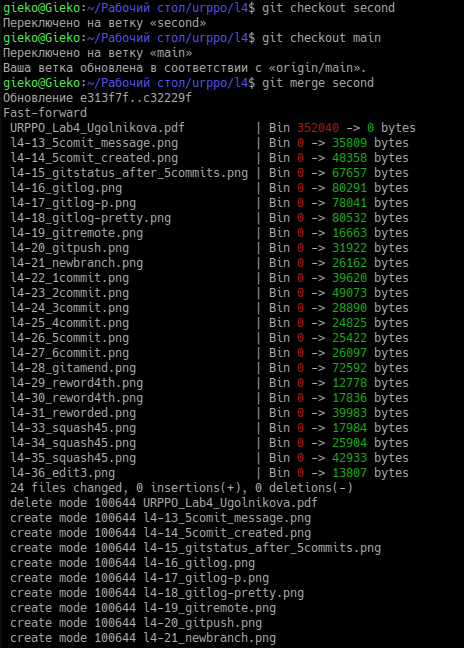 gieko@Gieko:~/Рабочий стол/urppo/l4$ git checkout second
Переключено на ветку «second»
gieko@Gieko:~/Рабочий стол/urppo/l4$ git checkout main
Переключено на ветку «main»
Ваша ветка обновлена в соответствии с «origin/main».
gieko@Gieko:~/Рабочий стол/urppo/l4$ git merge second
Обновление e313f7f..c32229f
Fast-forward
 URPPO_Lab4_Ugolnikova.pdf          | Bin 352040 -> 0 bytes
 l4-13_5comit_message.png           | Bin 0 -> 35809 bytes
 l4-14_5comit_created.png           | Bin 0 -> 48358 bytes
 l4-15_gitstatus_after_5commits.png | Bin 0 -> 67657 bytes
 l4-16_gitlog.png                   | Bin 0 -> 80291 bytes
 l4-17_gitlog-p.png                 | Bin 0 -> 78041 bytes
 l4-18_gitlog-pretty.png            | Bin 0 -> 80532 bytes
 l4-19_gitremote.png                | Bin 0 -> 16663 bytes
 l4-20_gitpush.png                  | Bin 0 -> 31922 bytes
 l4-21_newbranch.png                | Bin 0 -> 26162 bytes
 l4-22_1commit.png                  | Bin 0 -> 39620 bytes
 l4-23_2commit.png                  | Bin 0 -> 49073 bytes
 l4-24_3commit.png                  | Bin 0 -> 28890 bytes
 l4-25_4commit.png                  | Bin 0 -> 24825 bytes
 l4-26_5commit.png                  | Bin 0 -> 25422 bytes
 l4-27_6commit.png                  | Bin 0 -> 26097 bytes
 l4-28_gitamend.png                 | Bin 0 -> 72592 bytes
 l4-29_reword4th.png                | Bin 0 -> 12778 bytes
 l4-30_reword4th.png                | Bin 0 -> 17836 bytes
 l4-31_reworded.png                 | Bin 0 -> 39983 bytes
 l4-33_squash45.png                 | Bin 0 -> 17984 bytes
 l4-34_squash45.png                 | Bin 0 -> 25904 bytes
 l4-35_squash45.png                 | Bin 0 -> 42933 bytes
 l4-36_edit3.png                    | Bin 0 -> 13807 bytes
 24 files changed, 0 insertions(+), 0 deletions(-)
 delete mode 100644 URPPO_Lab4_Ugolnikova.pdf
 create mode 100644 l4-13_5comit_message.png
 create mode 100644 l4-14_5comit_created.png
 create mode 100644 l4-15_gitstatus_after_5commits.png
 create mode 100644 l4-16_gitlog.png
 create mode 100644 l4-17_gitlog-p.png
 create mode 100644 l4-18_gitlog-pretty.png
 create mode 100644 l4-19_gitremote.png
 create mode 100644 l4-20_gitpush.png
 create mode 100644 l4-21_newbranch.png